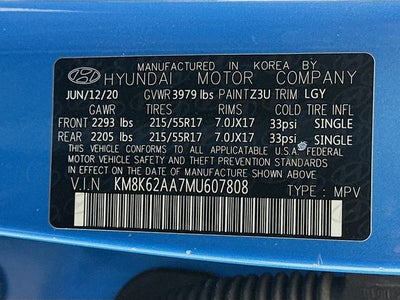 MANUFACTURED IN KOREA BY
HYUNDAI MOTOR COMPANY
JUN/12/20 GVWR 3979 lbs PAINT Z3U TRIM LGY
GAWR TIRES RIMS COLD TIRE INFL
FRONT 2293 lbs 215/55R17 7.0JX17 33psi SINGLE
REAR 2205 lbs 215/55R17 7.0JX17 33psi SINGLE
THIS VEHICLE CONFORMS TO ALL APPLICABLE
FEDERAL MOTOR VEHICLE SAFETY STANDARDS
IN EFFECT ON THE DATE OF MANUFACTURE SHOWN ABOVE
V.I.N KM8K62AA7MU607808 TYPE: MPV